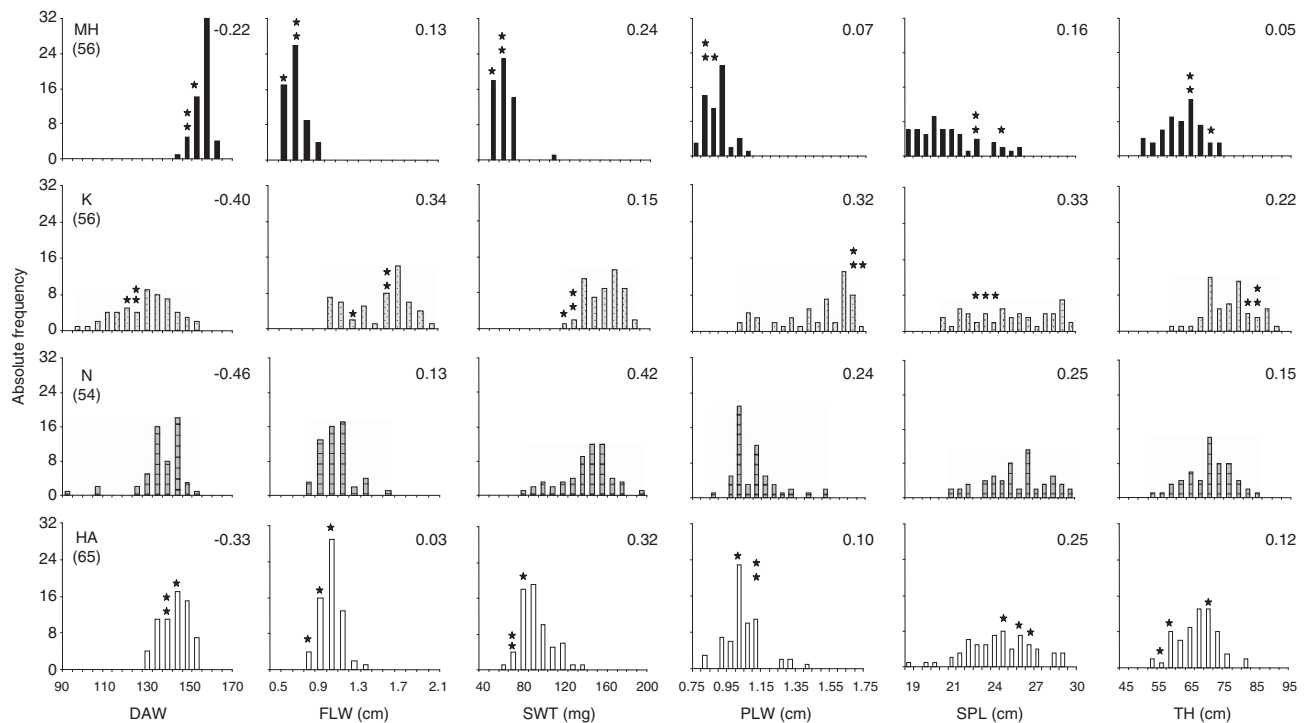 32 MH -0.22 0.13 0.24 0.07 0.16 0.05
(56)
24
16
8
0
32 K -0.40 0.34 0.15 0.32 0.33 0.22
(56)
24
16
8
0
Absolute frequency
32 N -0.46 0.13 0.42 0.24 0.25 0.15
(54)
24
16
8
0
32 HA -0.33 0.03 0.32 0.10 0.25 0.12
(65)
24
16
8
0
90 130 150 170 0.5 0.9 1.3 1.7 2.1 40 80 120 160 200 0.75 0.95 1.15 1.35 1.55 1.75 19 21 24 26 30 45 55 65 75 85 95
DAW FLW (cm) SWT (mg) PLW (cm) SPL (cm) TH (cm)